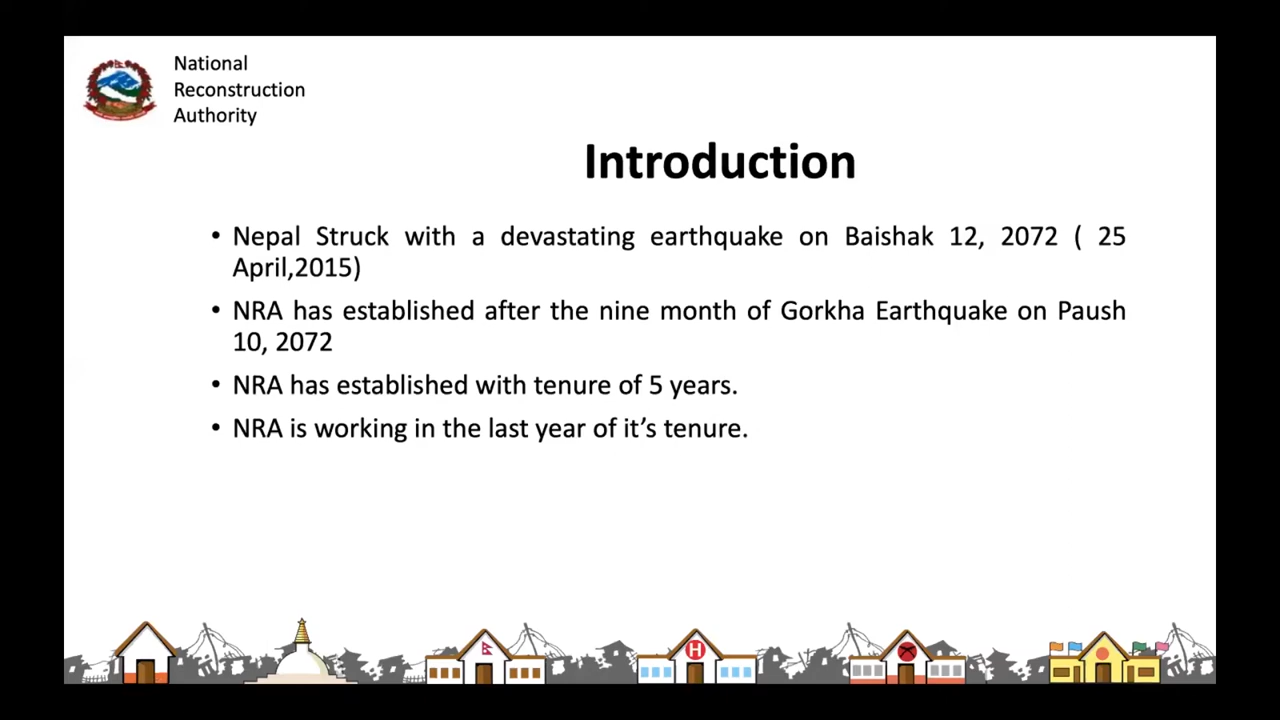 National
Reconstruction
Authority
Introduction
• Nepal Struck with a devastating earthquake on Baishak 12, 2072 ( 25
April,2015)
• NRA has established after the nine month of Gorkha Earthquake on Paush
10, 2072
• NRA has established with tenure of 5 years.
• NRA is working in the last year of it’s tenure.
H